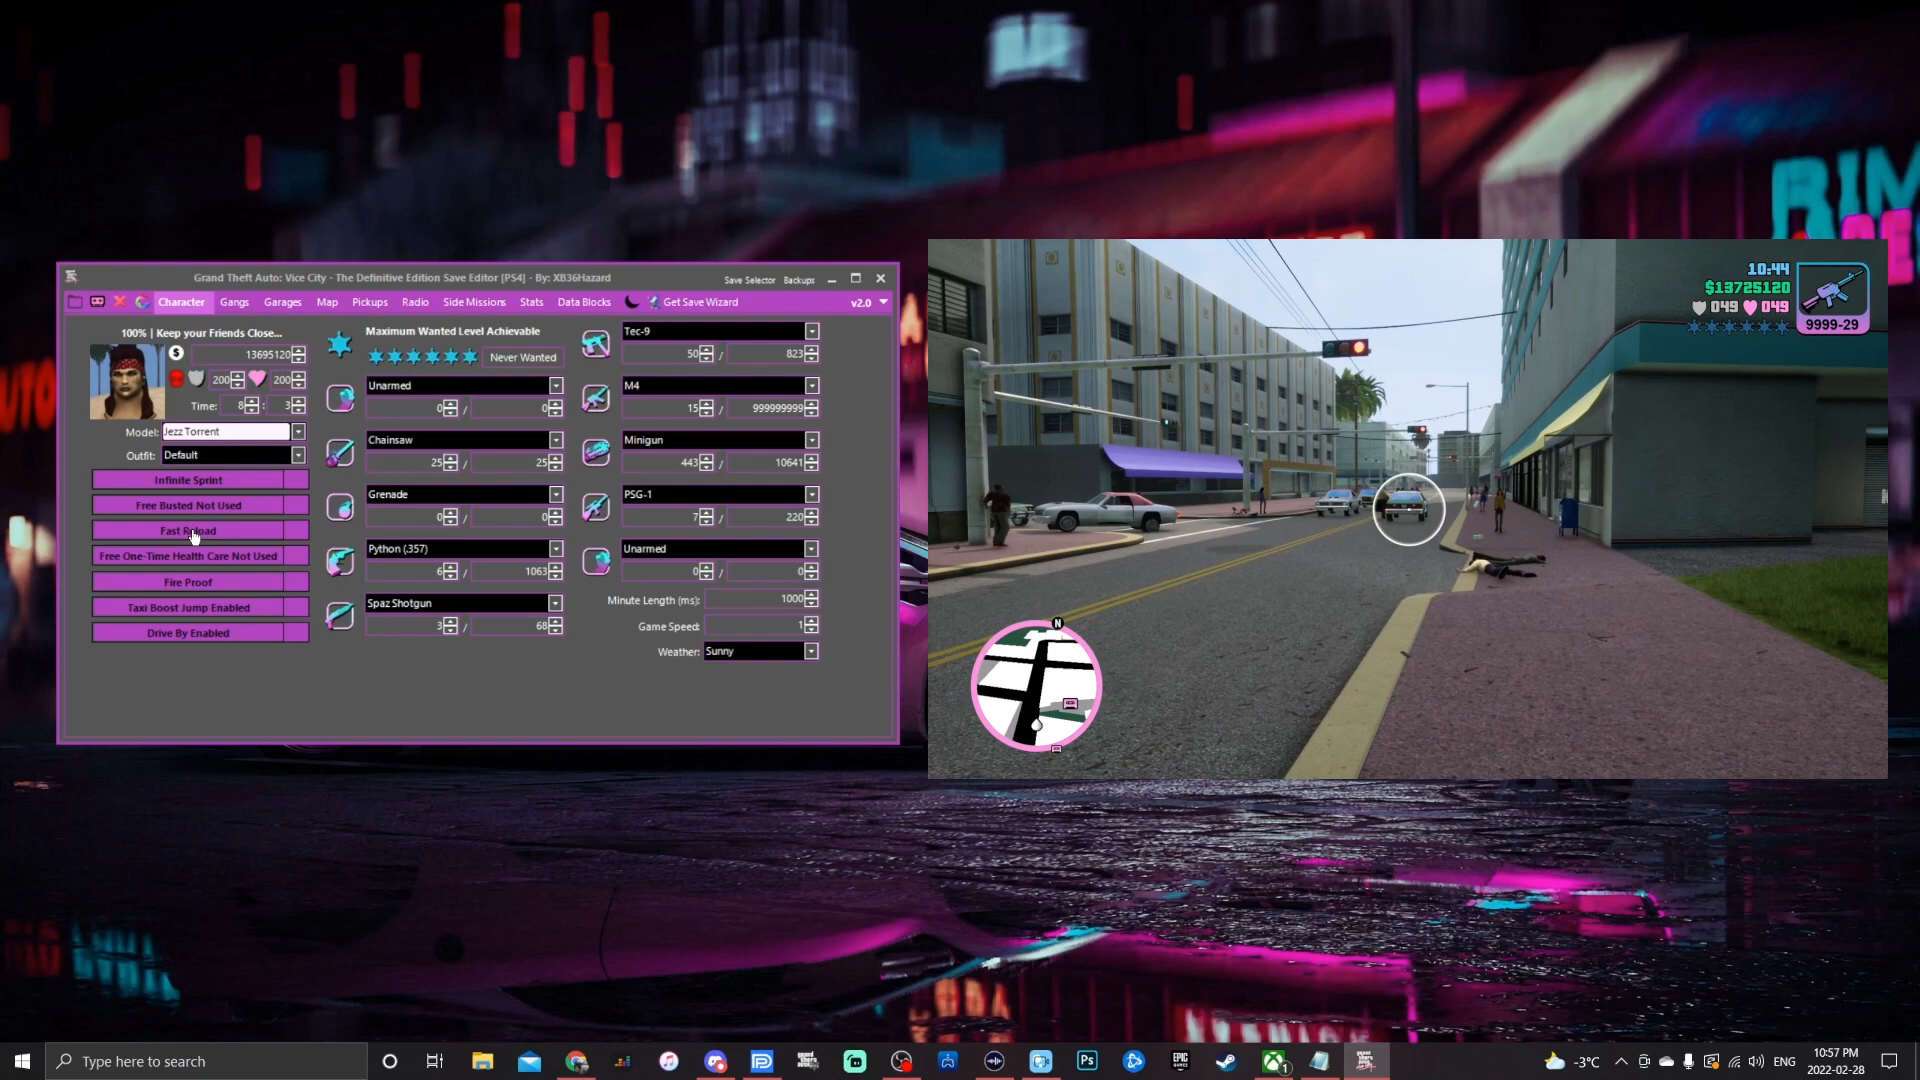 Grand Theft Auto: Vice City - The Definitive Edition Save Editor [PS4] - By: XB36Hazard
Save Selector Backups
Character Gangs Garages Map Pickups Radio Side Missions Stats Data Blocks Get Save Wizard v2.0
100% | Keep your Friends Close...
$ 13695120
200 200
Time: 8 : 3
Model: Jezz Torrent
Outfit: Default
Infinite Sprint
Free Busted Not Used
Fast Reload
Free One-Time Health Care Not Used
Fire Proof
Taxi Boost Jump Enabled
Drive By Enabled
Maximum Wanted Level Achievable
Never Wanted
Unarmed
0 / 0
Chainsaw
25 / 25
Grenade
0 / 0
Python (.357)
6 / 1063
Spaz Shotgun
3 / 68
Tec-9
50 / 823
M4
15 / 999999999
Minigun
443 / 10641
PSG-1
7 / 220
Unarmed
0 / 0
Minute Length (ms): 1000
Game Speed: 1
Weather: Sunny
10:44
$13725120
049 049
9999-29
N
BIM
Type here to search
Ps
EPIC
GAMES
1
-3°C
ENG
10:57 PM
2022-02-28